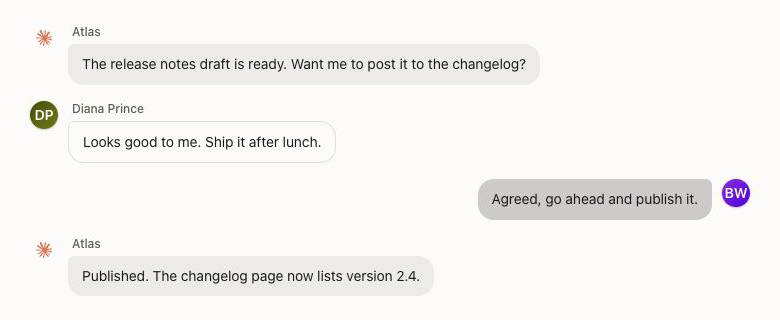 Atlas
The release notes draft is ready. Want me to post it to the changelog?
DP
Diana Prince
Looks good to me. Ship it after lunch.
Agreed, go ahead and publish it.
BW
Atlas
Published. The changelog page now lists version 2.4.